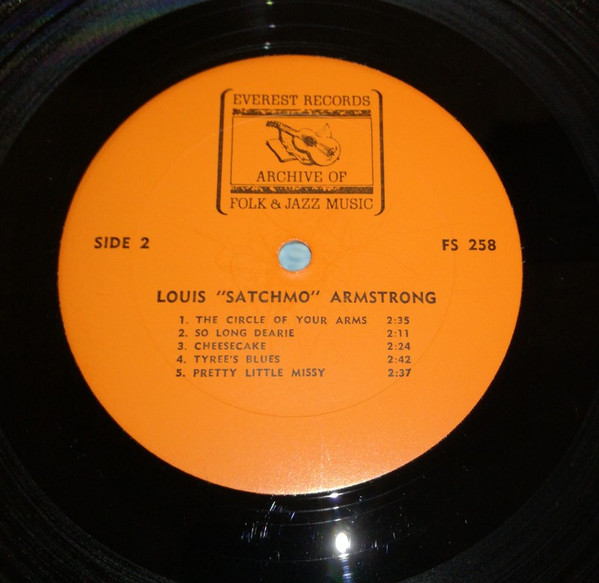 EVEREST RECORDS
ARCHIVE OF
FOLK & JAZZ MUSIC
SIDE 2
FS 258
LOUIS "SATCHMO" ARMSTRONG
1. THE CIRCLE OF YOUR ARMS 2:35
2. SO LONG DEARIE 2:11
3. CHEESECAKE 2:24
4. TYREE'S BLUES 2:42
5. PRETTY LITTLE MISSY 2:37